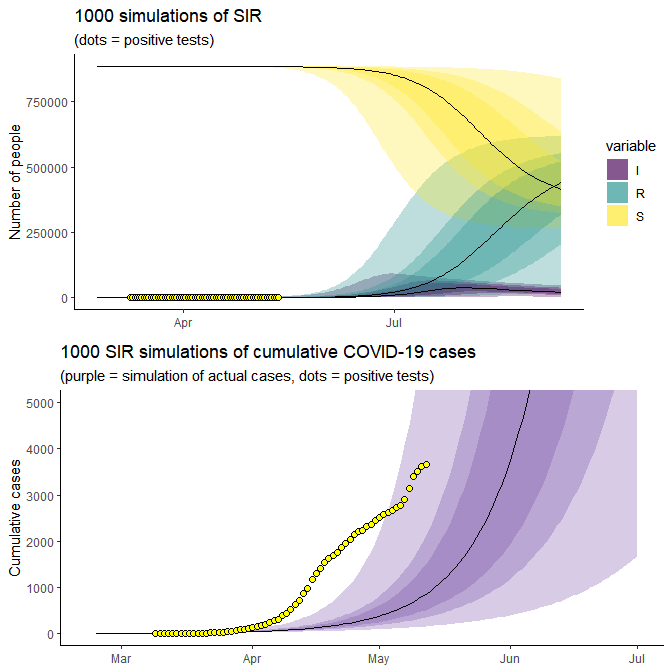 1000 simulations of SIR
(dots = positive tests)
Number of people
750000
500000
250000
0
Apr
Jul
variable
I
R
S
1000 SIR simulations of cumulative COVID-19 cases
(purple = simulation of actual cases, dots = positive tests)
Cumulative cases
5000
4000
3000
2000
1000
0
Mar
Apr
May
Jun
Jul